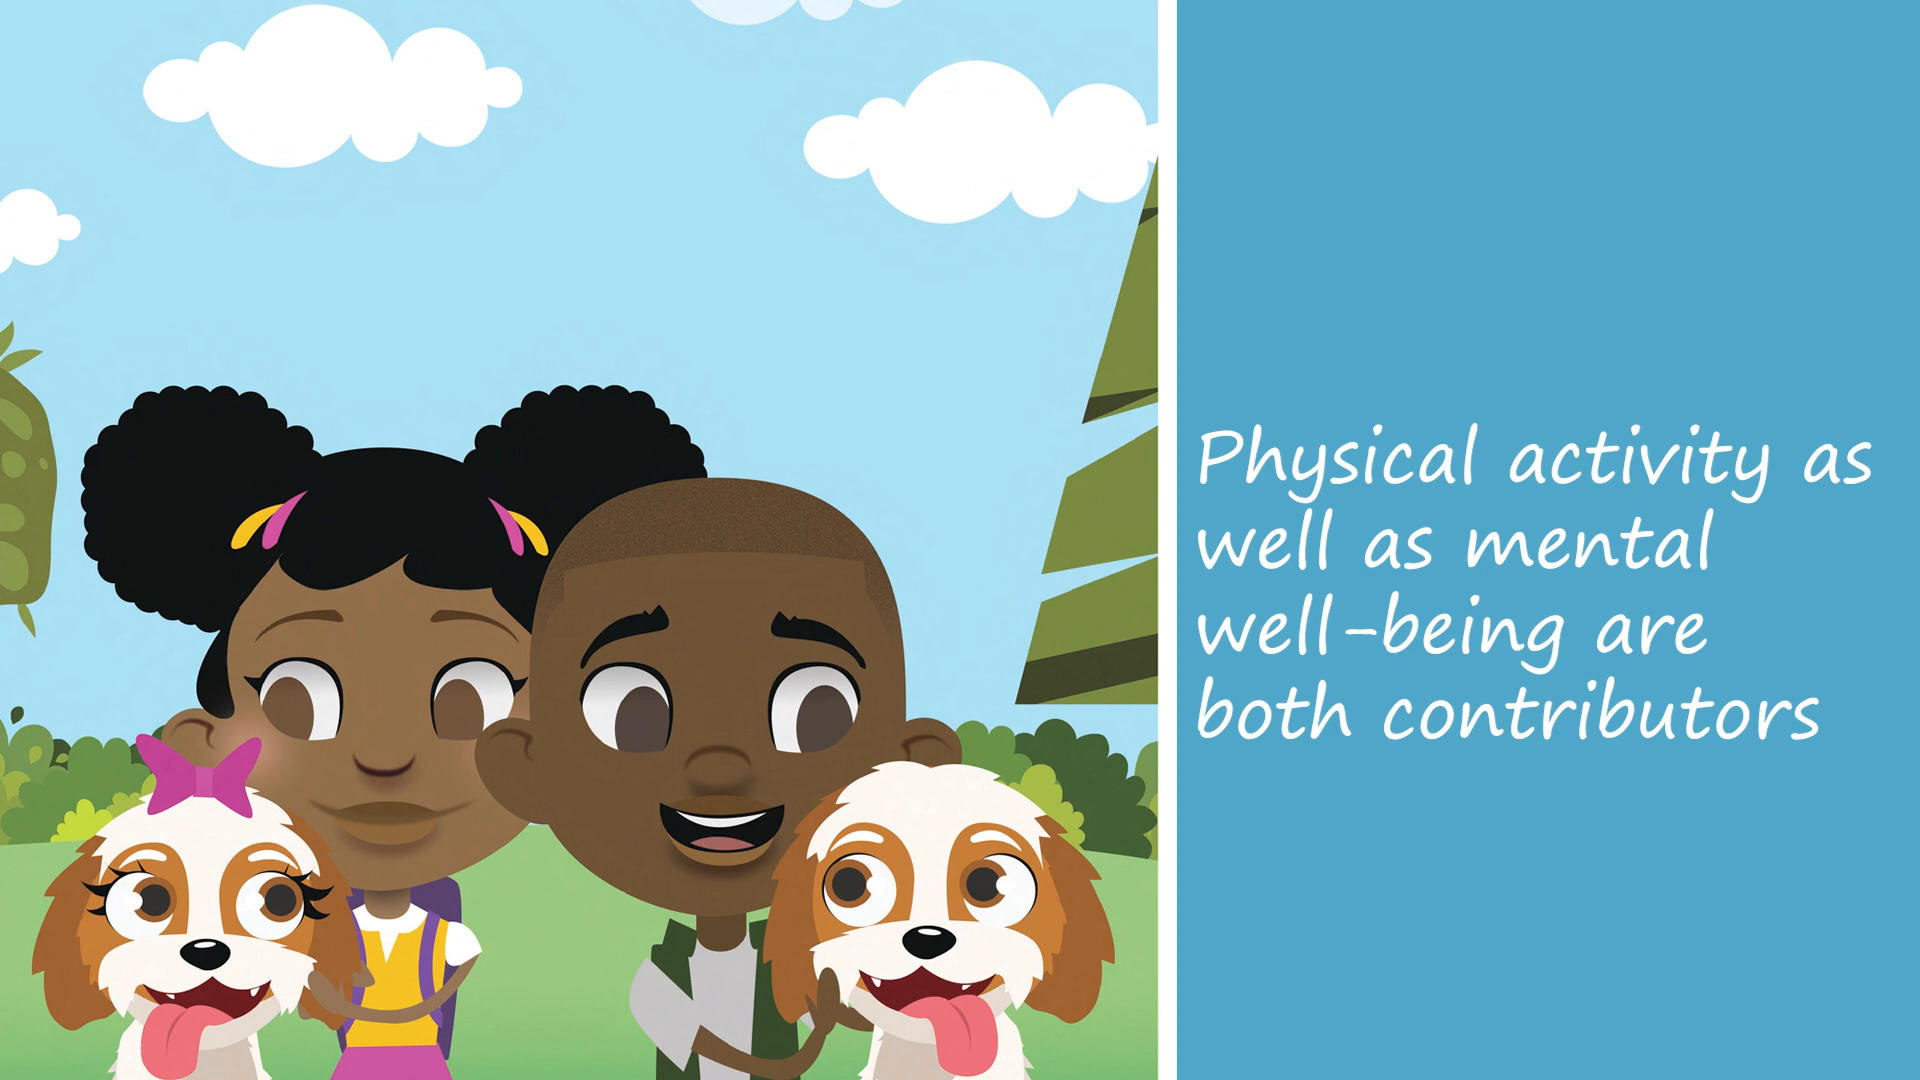 Physical activity as
well as mental
well-being are
both contributors